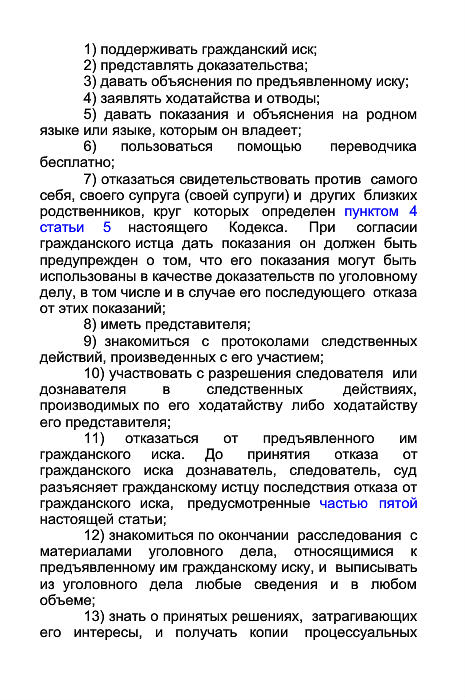 1) поддерживать гражданский иск;
2) представлять доказательства;
3) давать объяснения по предъявленному иску;
4) заявлять ходатайства и отводы;
5) давать показания и объяснения на родном
языке или языке, которым он владеет;
6) пользоваться помощью переводчика
бесплатно;
7) отказаться свидетельствовать против самого
себя, своего супруга (своей супруги) и других близких
родственников, круг которых определен пунктом 4
статьи 5 настоящего Кодекса. При согласии
гражданского истца дать показания он должен быть
предупрежден о том, что его показания могут быть
использованы в качестве доказательств по уголовному
делу, в том числе и в случае его последующего отказа
от этих показаний;
8) иметь представителя;
9) знакомиться с протоколами следственных
действий, произведенных с его участием;
10) участвовать с разрешения следователя или
дознавателя в следственных действиях,
производимых по его ходатайству либо ходатайству
его представителя;
11) отказаться от предъявленного им
гражданского иска. До принятия отказа от
гражданского иска дознаватель, следователь, суд
разъясняет гражданскому истцу последствия отказа от
гражданского иска, предусмотренные частью пятой
настоящей статьи;
12) знакомиться по окончании расследования с
материалами уголовного дела, относящимися к
предъявленному им гражданскому иску, и выписывать
из уголовного дела любые сведения и в любом
объеме;
13) знать о принятых решениях, затрагивающих
его интересы, и получать копии процессуальных